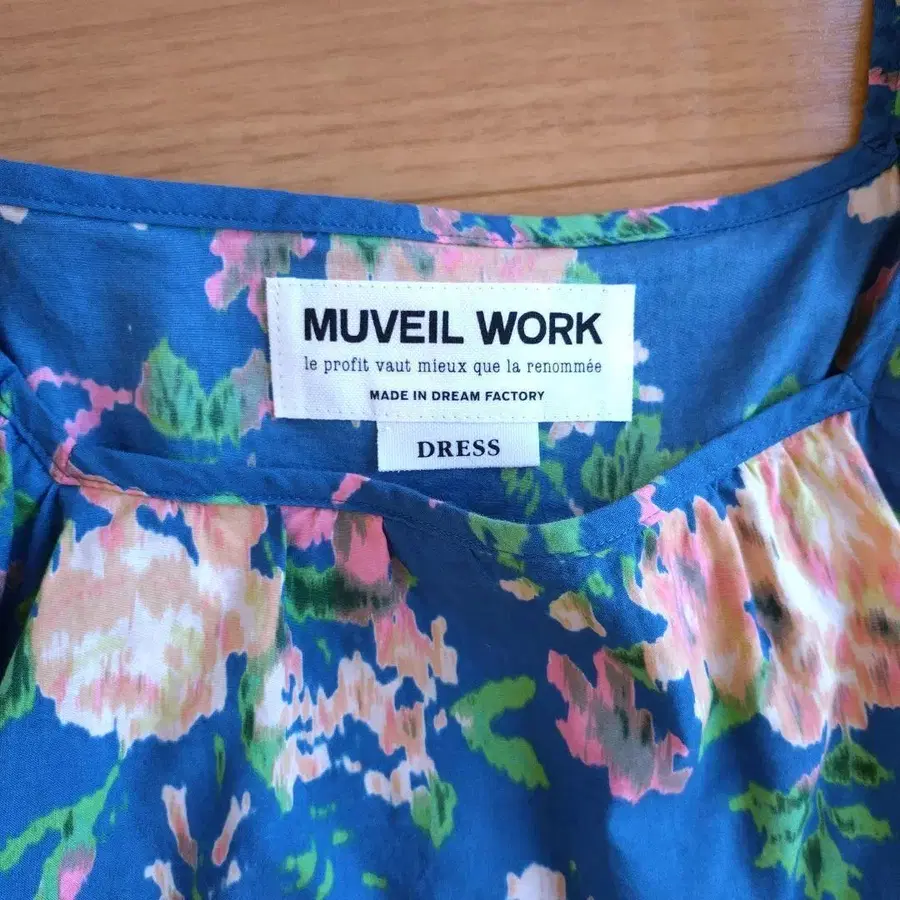 MUVEIL WORK
le profit vaut mieux que la renommée
MADE IN DREAM FACTORY
DRESS